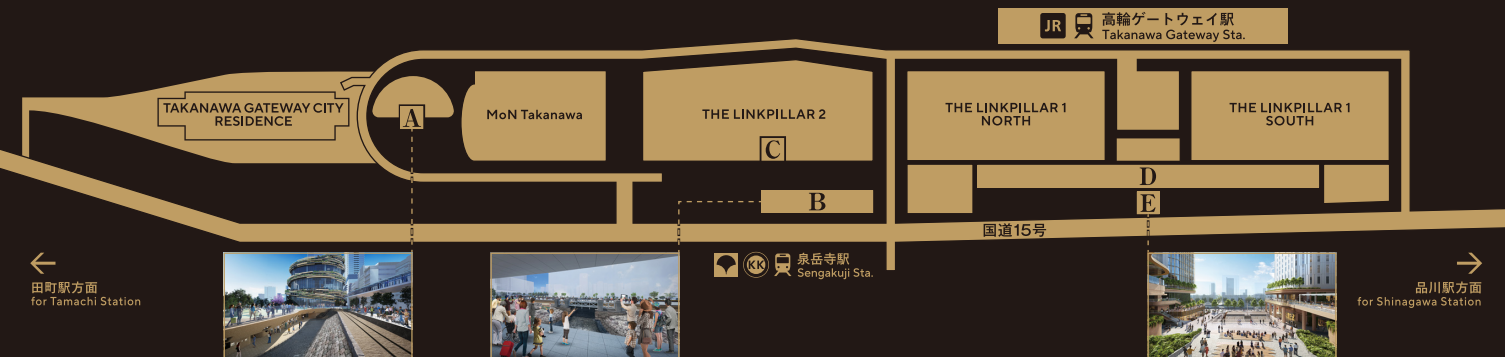 JR
高輪ゲートウェイ駅
Takanawa Gateway Sta.
TAKANAWA GATEWAY CITY
RESIDENCE
A
MoN Takanawa
THE LINKPILLAR 2
C
THE LINKPILLAR 1
NORTH
THE LINKPILLAR 1
SOUTH
D
B
E
国道15号
田町駅方面
for Tamachi Station
KK
泉岳寺駅
Sengakuji Sta.
品川駅方面
for Shinagawa Station